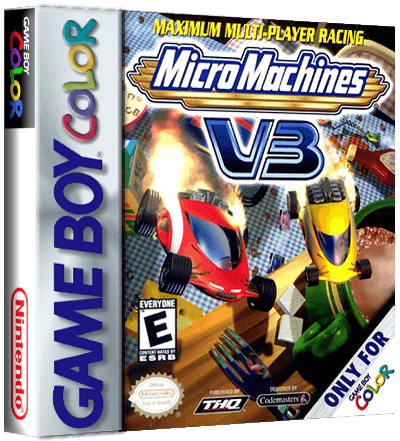 GAME BOY
COLOR
Nintendo
GAME BOY COLOR
MAXIMUM MULTI-PLAYER RACING
Micro Machines
V3
EVERYONE
E
CONTENT RATED BY
ESRB
Official
Nintendo
Seal of Quality
PUBLISHED BY
THQ
DESIGNED BY
Codemasters
ONLY FOR
GAME BOY
COLOR